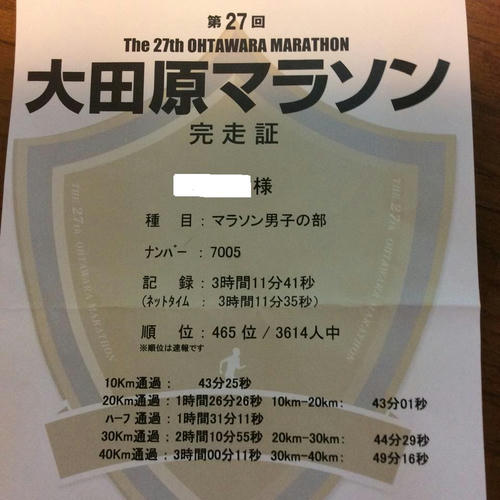 第27回
The 27th OHTAWARA MARATHON
大田原マラソン
完走証
様
種 目 : マラソン男子の部
ナンバー : 7005
記 録 : 3時間11分41秒
(ネットタイム : 3時間11分35秒)
順 位 : 465 位 / 3614人中
※順位は速報です
10Km通過 : 43分25秒
20Km通過 : 1時間26分26秒 10km-20km: 43分01秒
ハーフ通過 : 1時間31分11秒
30Km通過 : 2時間10分55秒 20km-30km: 44分29秒
40Km通過 : 3時間00分11秒 30km-40km: 49分16秒
THE 27th OHTAWARA MARATHON
THE 27th OHTAWARA MARATHON